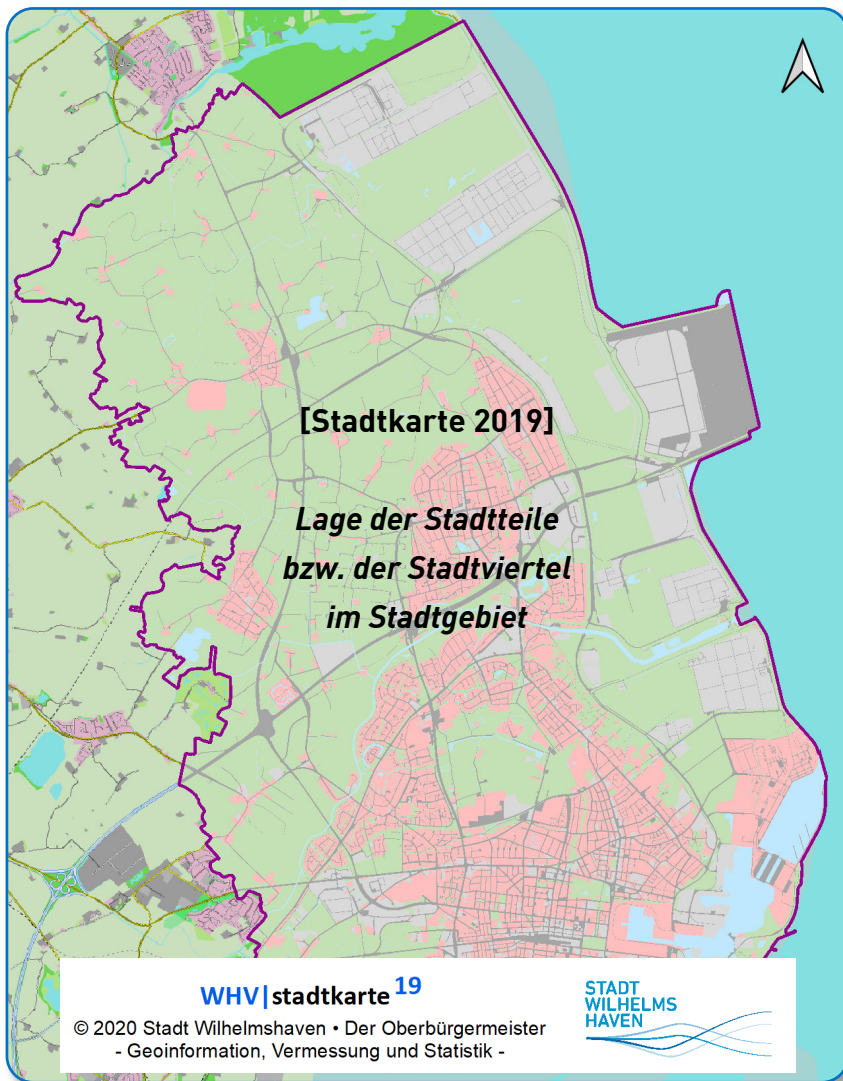 [Stadtkarte 2019]
Lage der Stadtteile
bzw. der Stadtviertel
im Stadtgebiet
WHV|stadtkarte 19
© 2020 Stadt Wilhelmshaven • Der Oberbürgermeister
- Geoinformation, Vermessung und Statistik -
STADT
WILHELMS
HAVEN